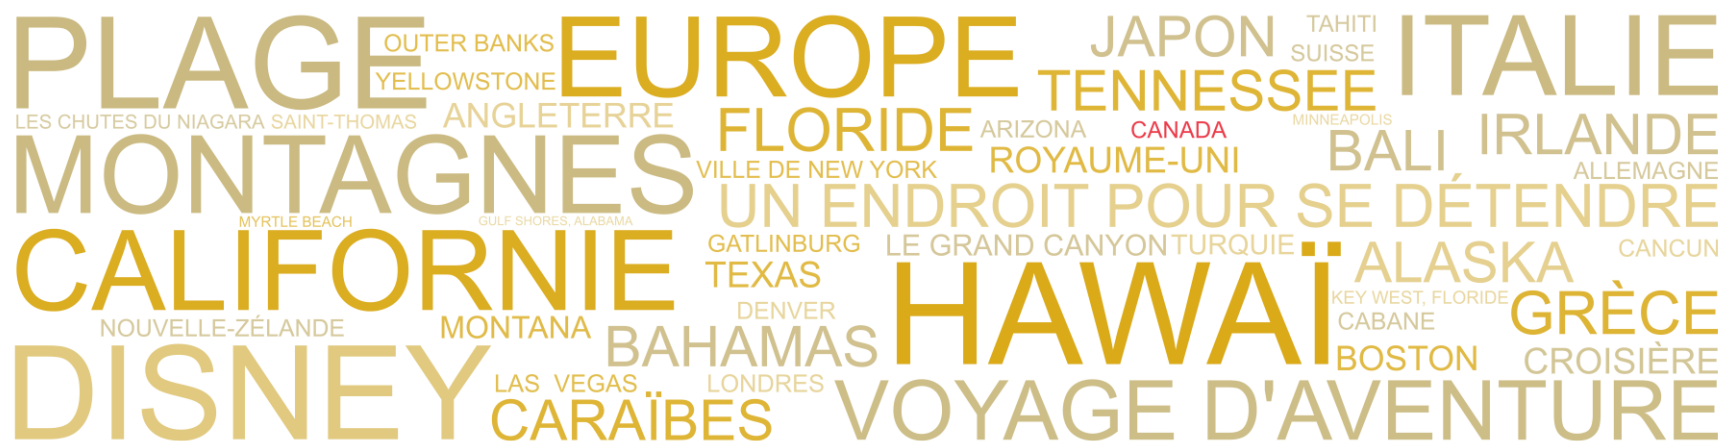 PLAGE
OUTER BANKS
EUROPE
JAPON
TAHITI
ITALIE
SUISSE
YELLOWSTONE
TENNESSEE
LES CHUTES DU NIAGARA
SAINT-THOMAS
ANGLETERRE
FLORIDE
ARIZONA
CANADA
MINNEAPOLIS
IRLANDE
MONTAGNES
VILLE DE NEW YORK
ROYAUME-UNI
BALI
ALLEMAGNE
UN ENDROIT POUR SE DÉTENDRE
MYRTLE BEACH
GULF SHORES, ALABAMA
CALIFORNIE
GATLINBURG
LE GRAND CANYON
TURQUIE
ALASKA
CANCUN
TEXAS
HAWAÏ
KEY WEST, FLORIDE
GRÈCE
DENVER
NOUVELLE-ZÉLANDE
MONTANA
CABANE
BAHAMAS
BOSTON
CROISIÈRE
DISNEY
LAS VEGAS
LONDRES
VOYAGE D'AVENTURE
CARAÏBES